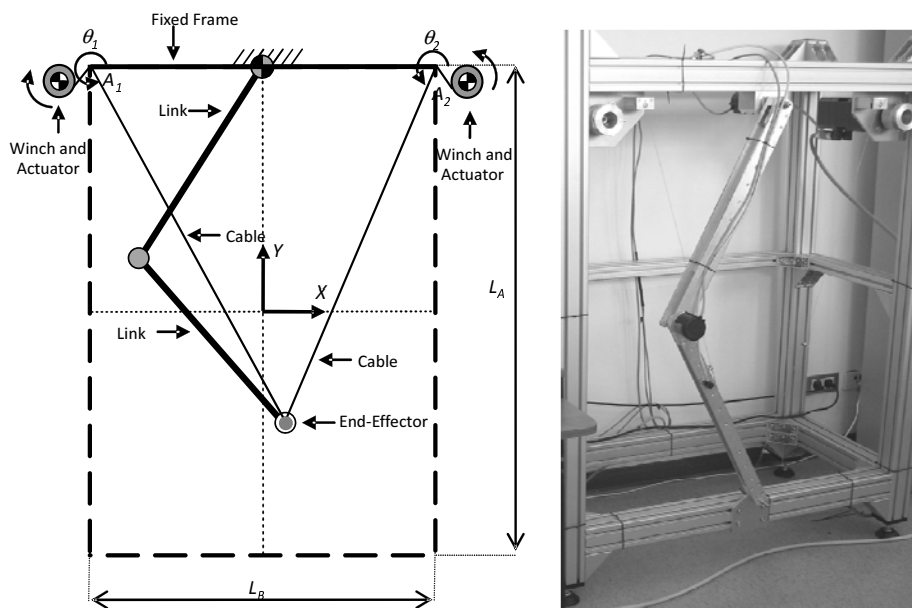 Fixed Frame
θ1
θ2
A1
A2
Link
Winch and
Actuator
Winch and
Actuator
Cable
Y
X
LA
Link
Cable
End-Effector
LB